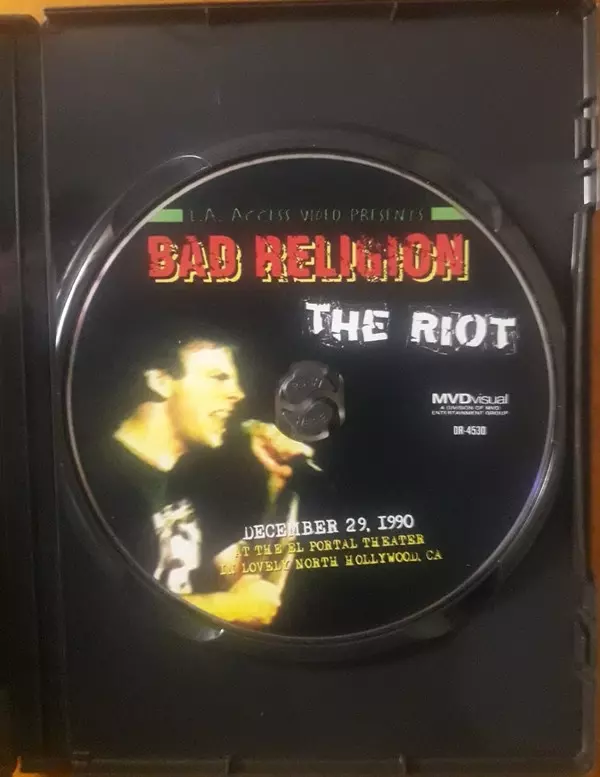 L.A. ACCESS VIDEO PRESENTS
BAD RELIGION
THE RIOT
MVDvisual
A DIVISION OF MVD
ENTERTAINMENT GROUP
DR-4530
DECEMBER 29, 1990
AT THE EL PORTAL THEATER
IN LOVELY NORTH HOLLYWOOD, CA